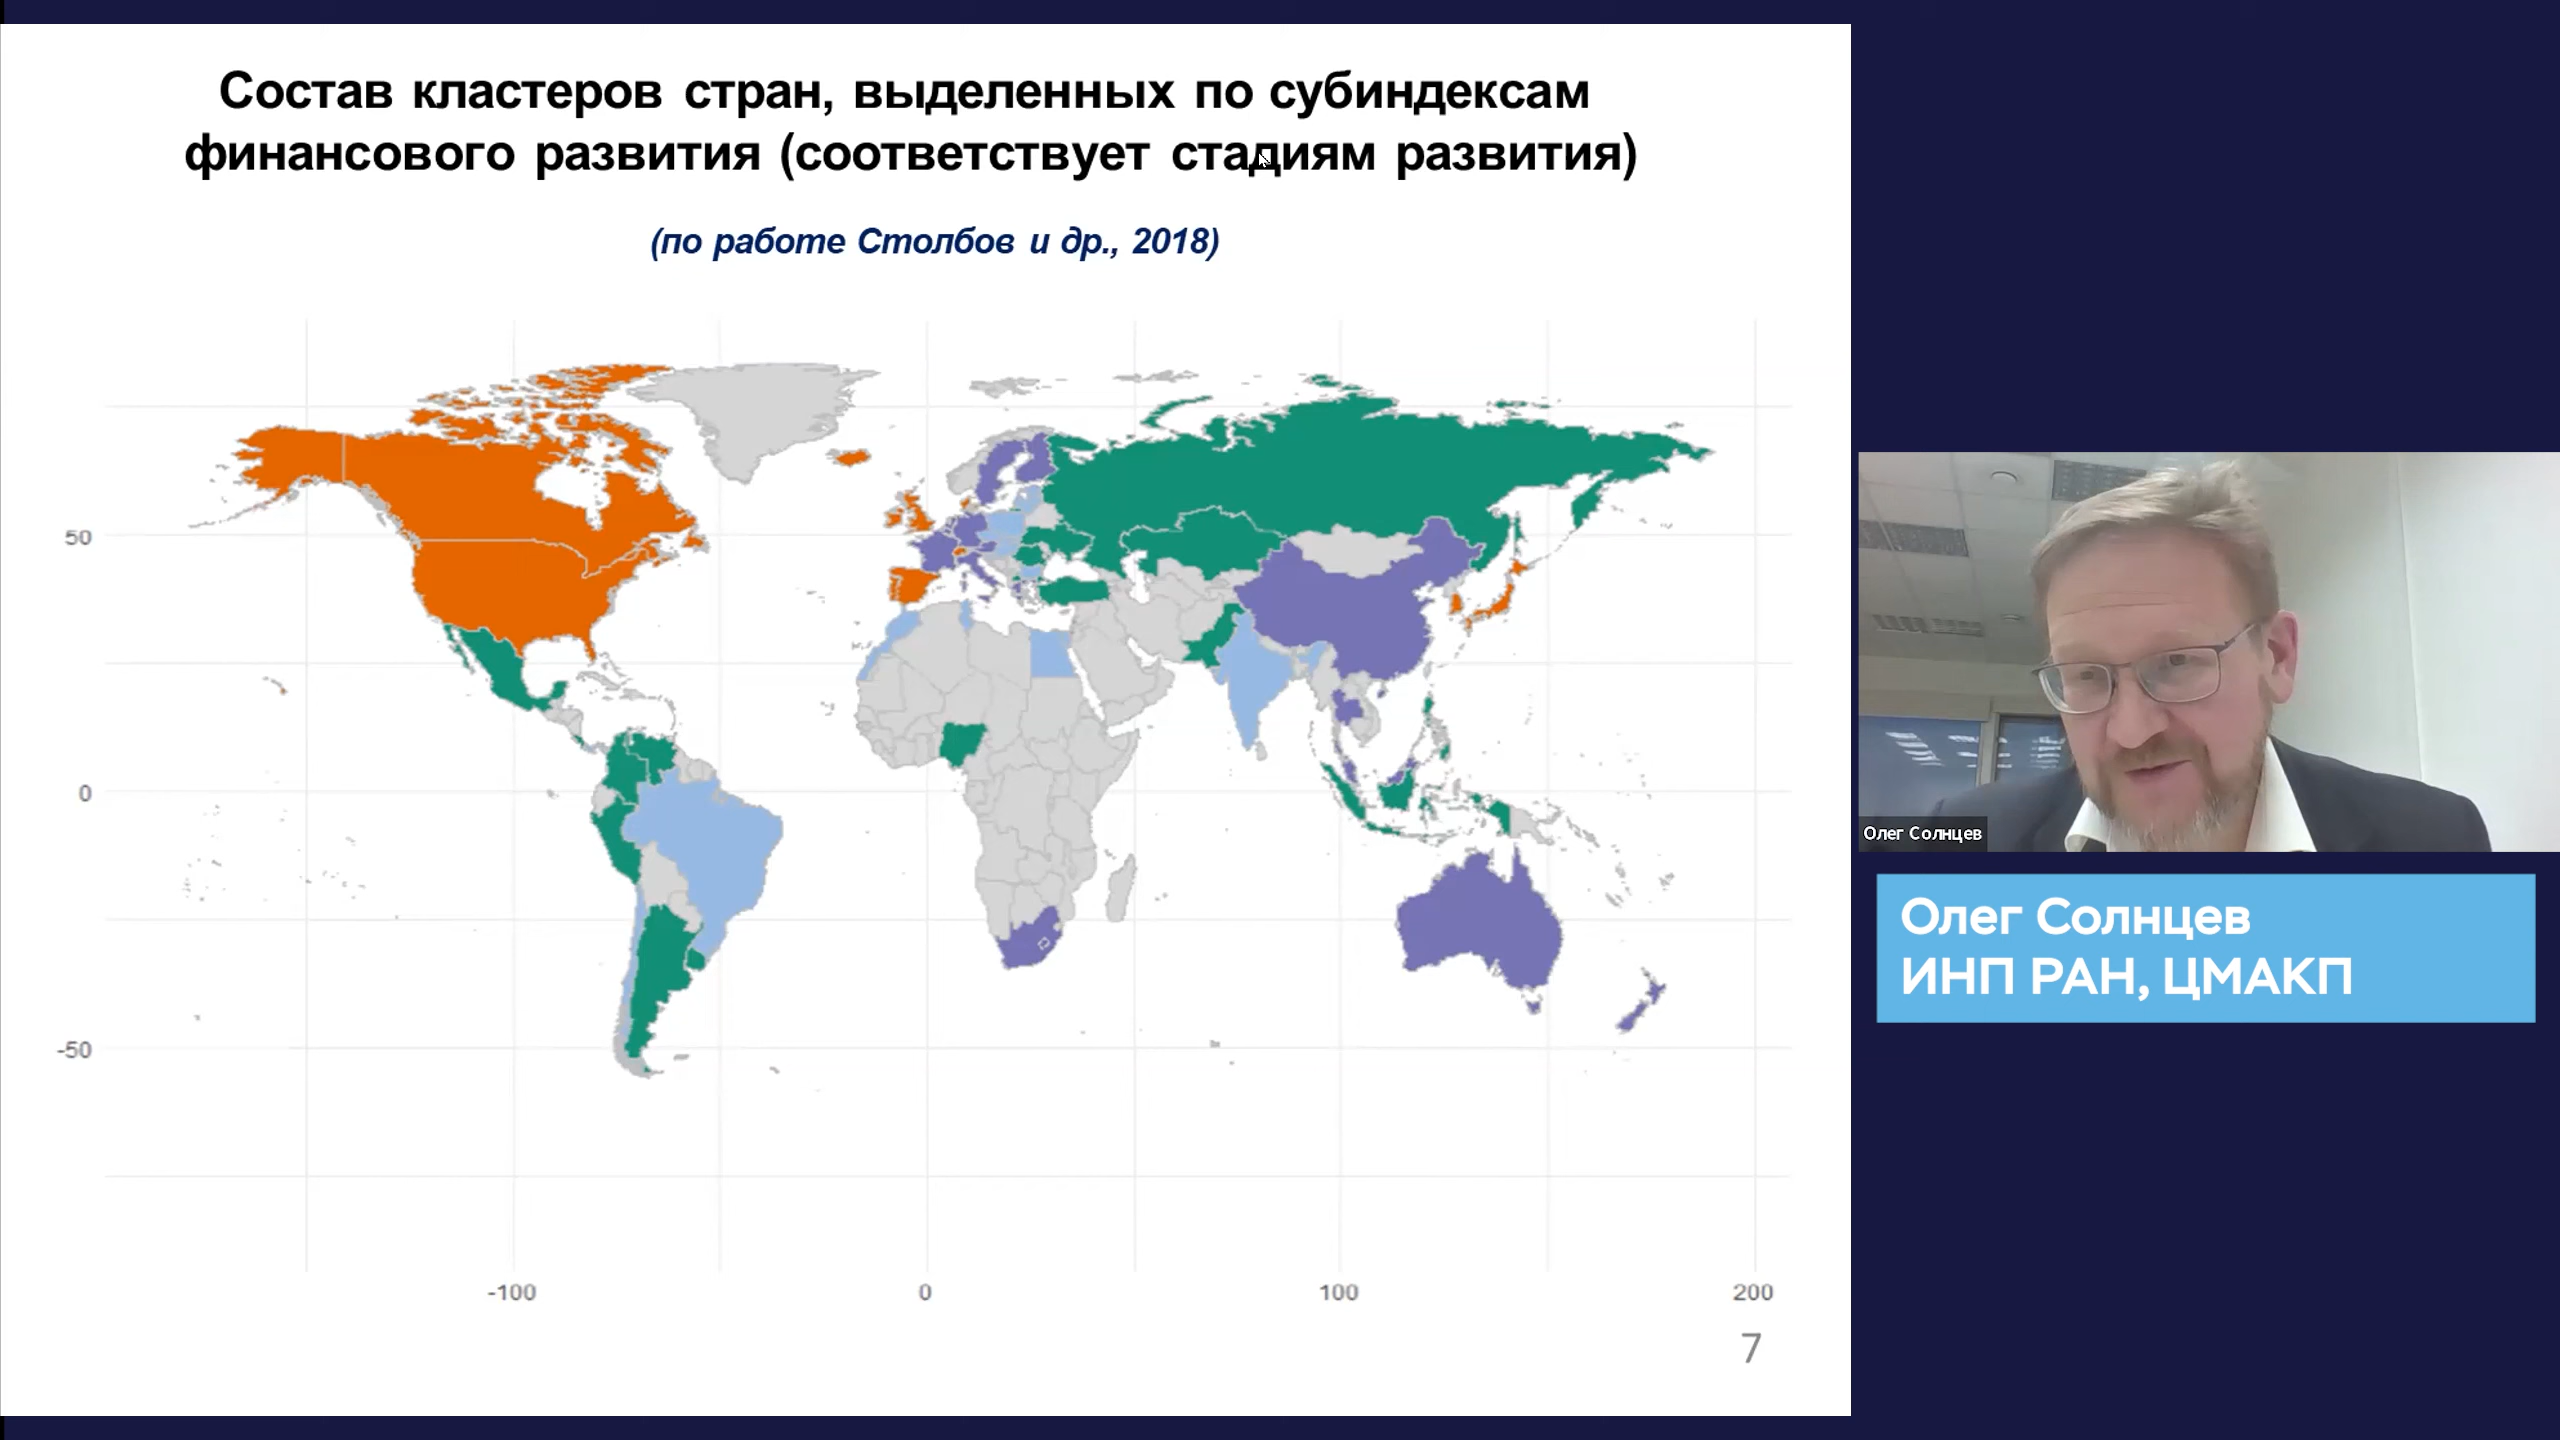 Состав кластеров стран, выделенных по субиндексам
финансового развития (соответствует стадиям развития)
(по работе Столбов и др., 2018)
50
0
-50
-100
0
100
200
7
Олег Солнцев
Олег Солнцев
ИНП РАН, ЦМАКП